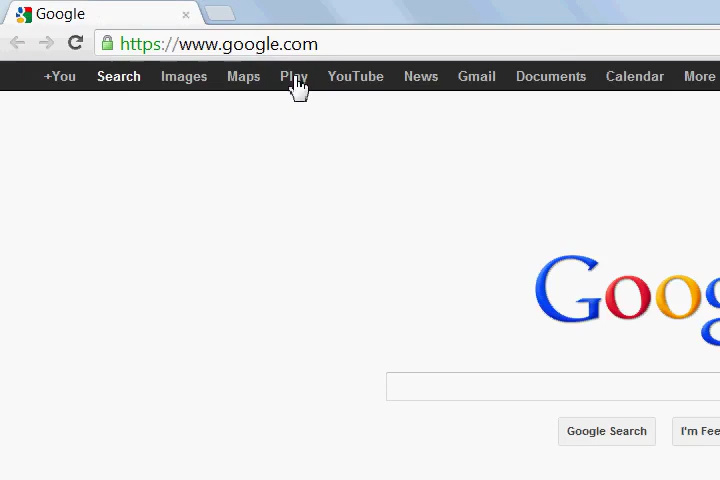 Google
https://www.google.com
+You Search Images Maps Play YouTube News Gmail Documents Calendar More
Goog
Google Search I'm Fee